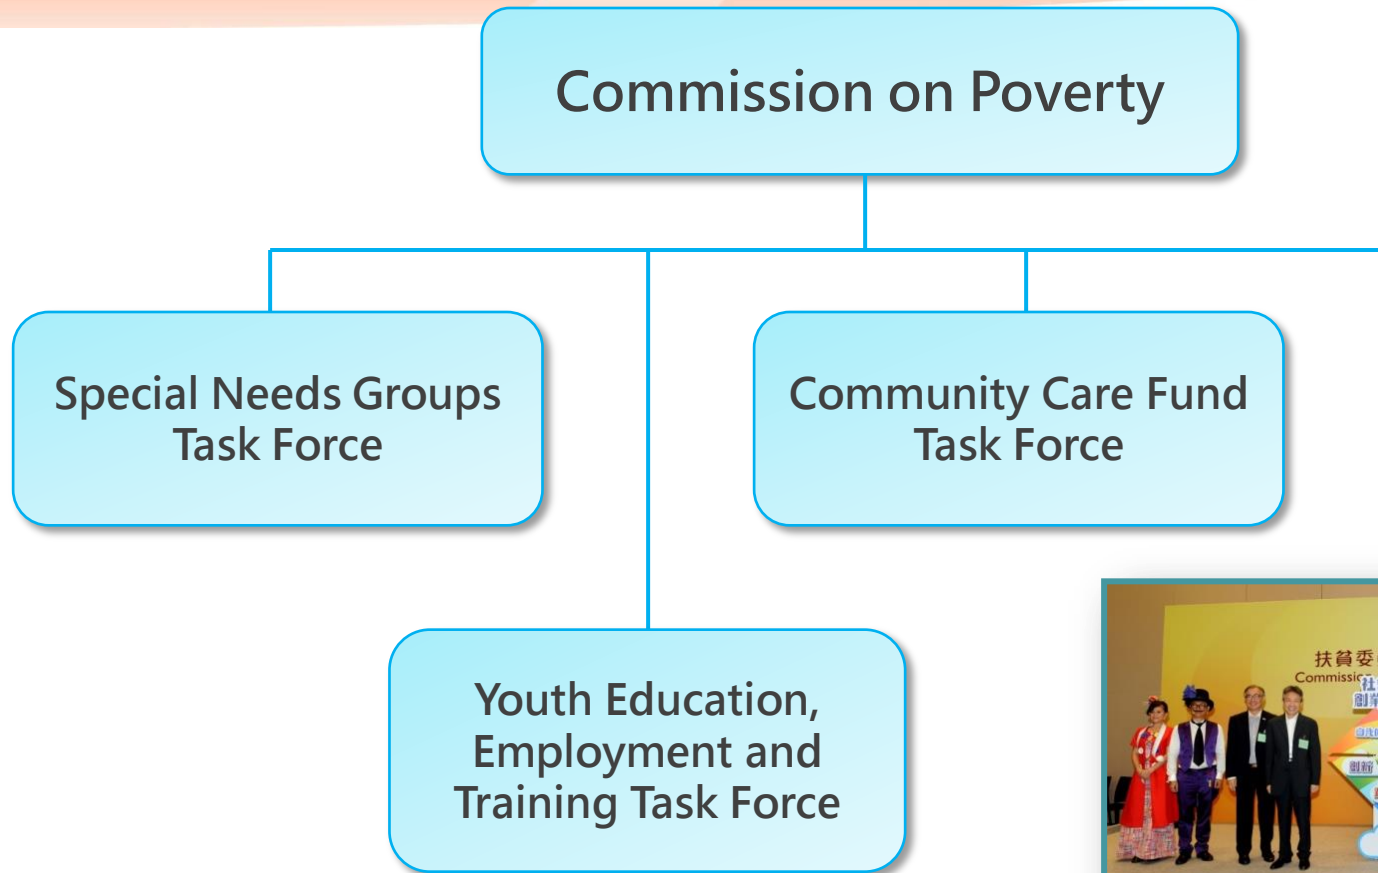 Commission on Poverty
Special Needs Groups
Task Force
Community Care Fund
Task Force
Youth Education,
Employment and
Training Task Force
扶貧委